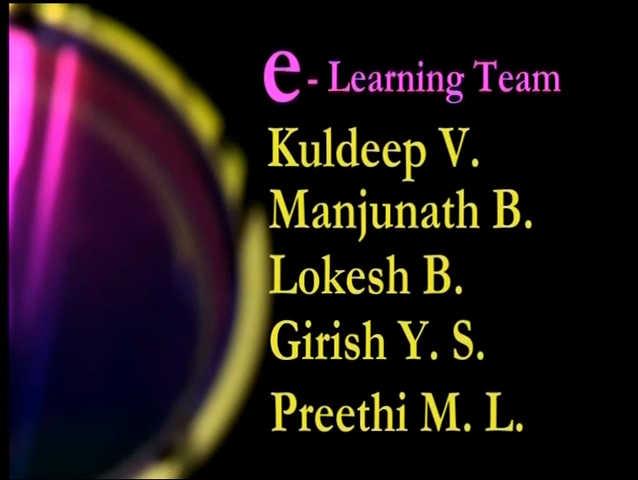 e - Learning Team
Kuldeep V.
Manjunath B.
Lokesh B.
Girish Y. S.
Preethi M. L.